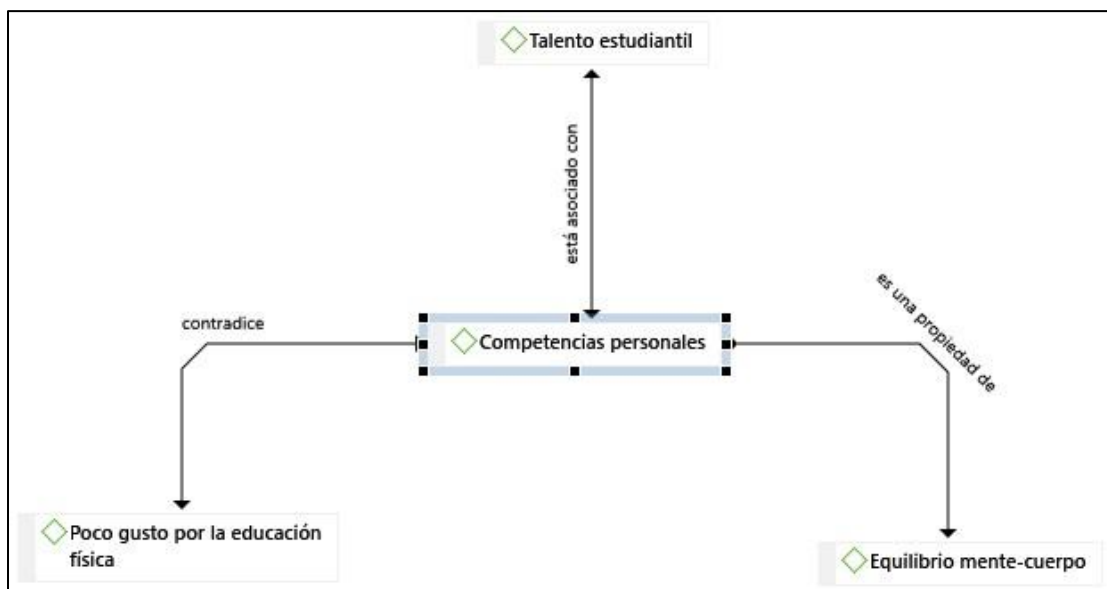 Talento estudiantil
está asociado con
es una propiedad de
contradice
Competencias personales
Poco gusto por la educación
física
Equilibrio mente-cuerpo